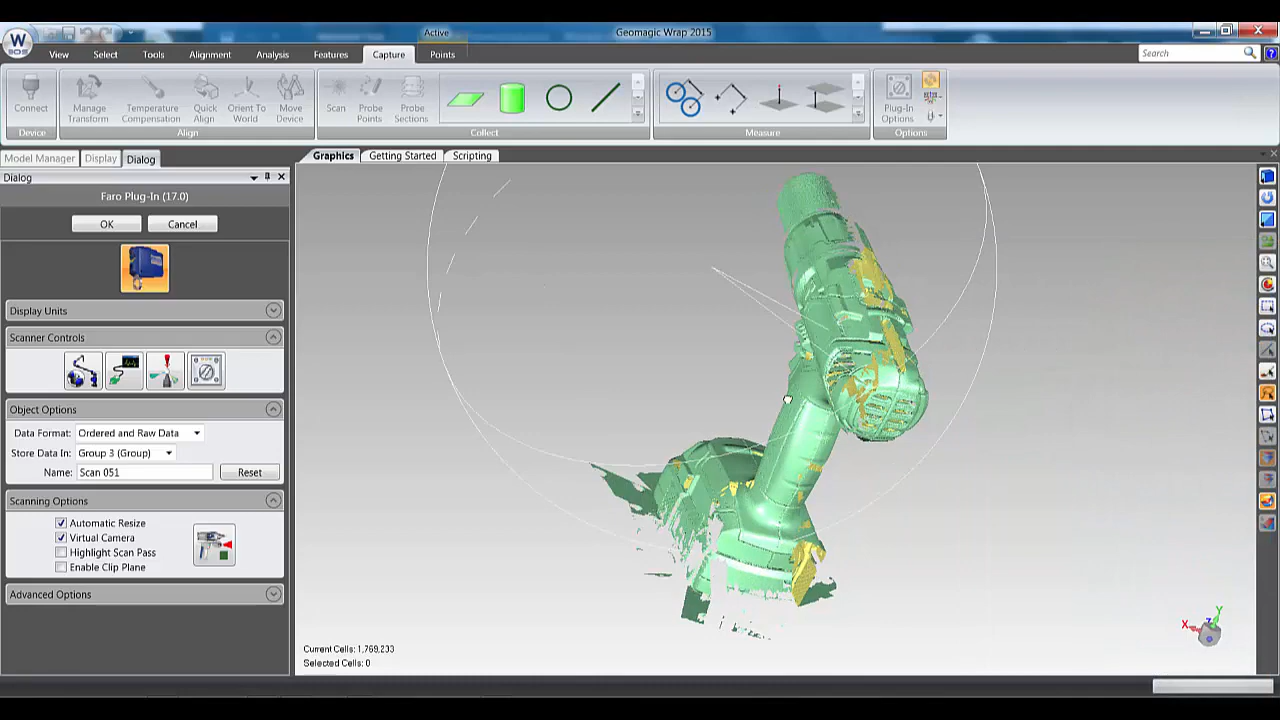 Active
Geomagic Wrap 2015
W
View Select Tools Alignment Analysis Features Capture Points
Search
Connect
Manage Transform
Temperature Compensation
Quick Align
Orient To World
Move Device
Scan
Probe Points
Probe Sections
Plug-In Options
Device
Align
Collect
Measure
Options
Model Manager Display Dialog
Graphics Getting Started Scripting
Dialog
Faro Plug-In (17.0)
OK Cancel
Display Units
Scanner Controls
Object Options
Data Format: Ordered and Raw Data
Store Data In: Group 3 (Group)
Name: Scan 051 Reset
Scanning Options
Automatic Resize
Virtual Camera
Highlight Scan Pass
Enable Clip Plane
Advanced Options
Current Cells: 1,769,233
Selected Cells: 0
Y
X
Z